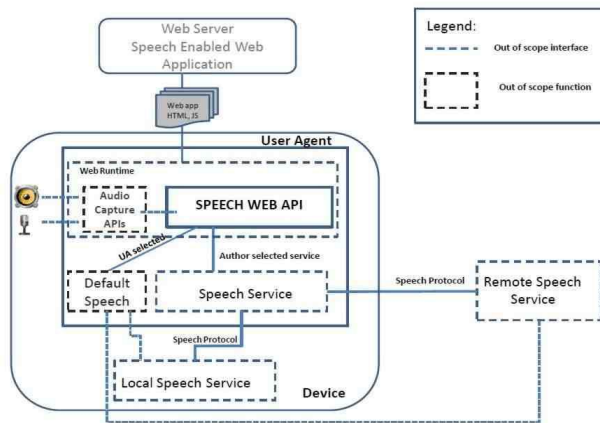 Web Server
Speech Enabled Web
Application
Legend:
Out of scope interface
Out of scope function
Web app
HTML, JS
User Agent
Web Runtime
Audio
Capture
APIs
SPEECH WEB API
UA selected
Author selected service
Default
Speech
Speech Service
Speech Protocol
Remote Speech
Service
Speech Protocol
Local Speech Service
Device